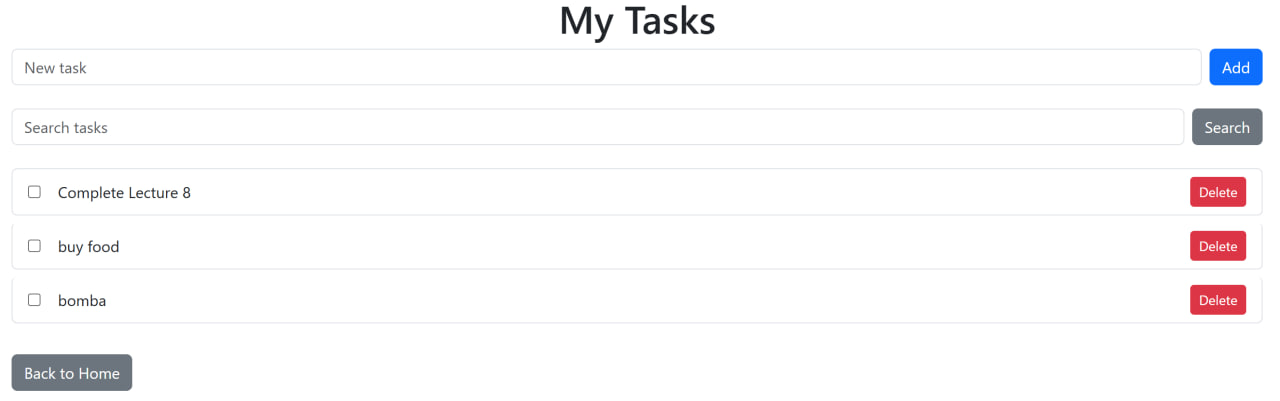 My Tasks
New task Add
Search tasks Search
Complete Lecture 8 Delete
buy food Delete
bomba Delete
Back to Home